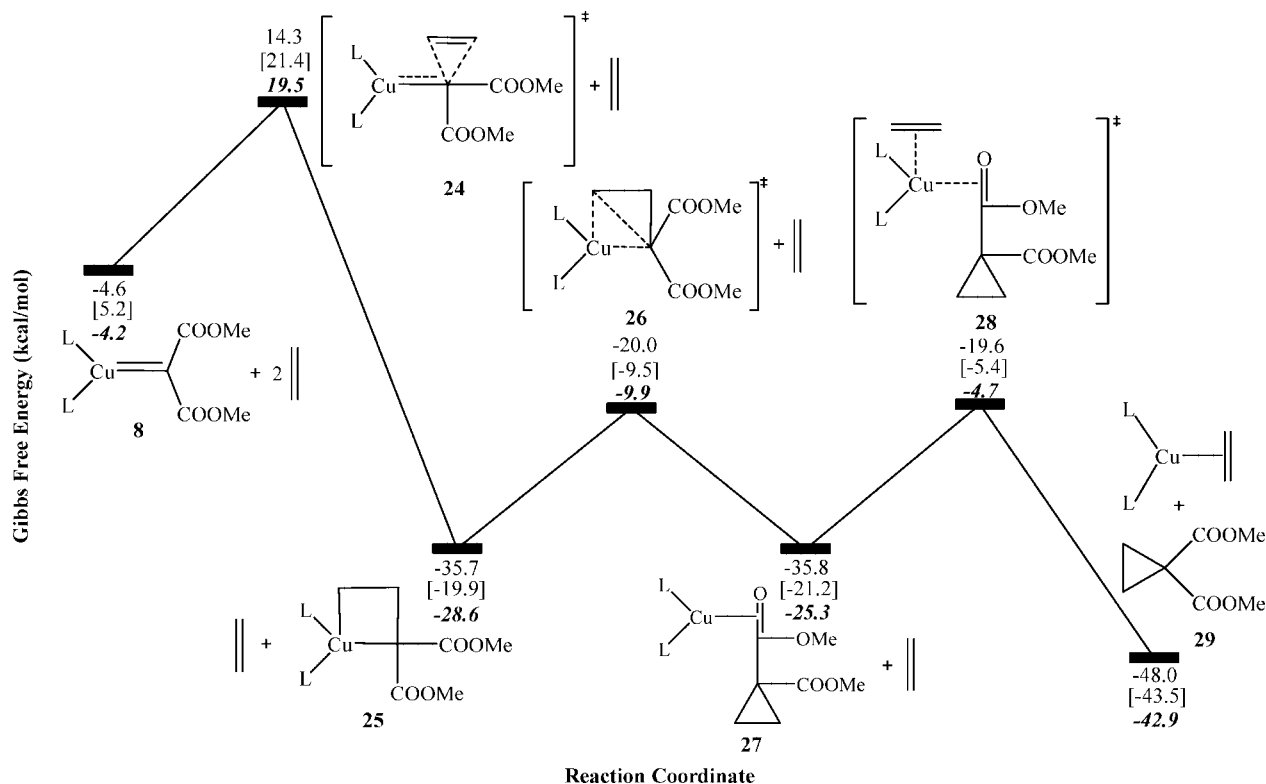 14.3
[21.4]
19.5
L
Cu
L
COOMe
COOMe
‡
+
24
-4.6
[5.2]
-4.2
L
Cu
L
COOMe
COOMe
+ 2
8
L
Cu
L
COOMe
COOMe
‡
+
26
-20.0
[-9.5]
-9.9
L
Cu
L
O
OMe
COOMe
‡
28
-19.6
[-5.4]
-4.7
-35.7
[-19.9]
-28.6
+
L
Cu
L
COOMe
COOMe
25
-35.8
[-21.2]
-25.3
L
Cu
L
O
OMe
COOMe
+
27
L
Cu
L
+
COOMe
COOMe
29
-48.0
[-43.5]
-42.9
Gibbs Free Energy (kcal/mol)
Reaction Coordinate